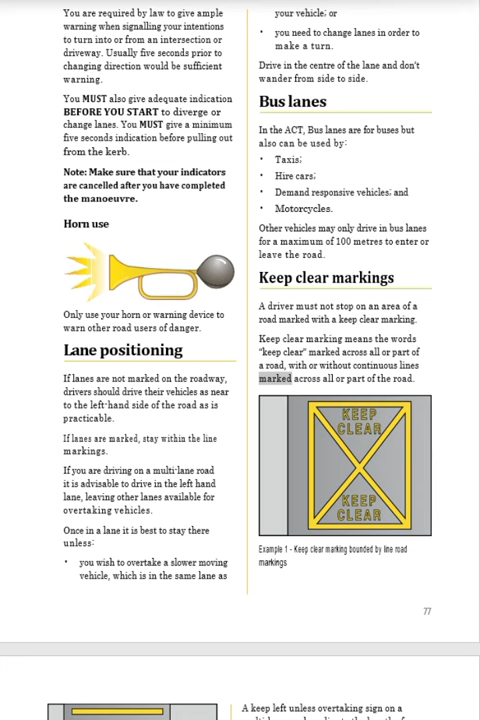 You are required by law to give ample
warning when signalling your intentions
to turn into or from an intersection or
driveway. Usually five seconds prior to
changing direction would be sufficient
warning.
You MUST also give adequate indication
BEFORE YOU START to diverge or
change lanes. You MUST give a minimum
five seconds indication before pulling out
from the kerb.
Note: Make sure that your indicators
are cancelled after you have completed
the manoeuvre.
Horn use
Only use your horn or warning device to
warn other road users of danger.
Lane positioning
If lanes are not marked on the roadway,
drivers should drive their vehicles as near
to the left-hand side of the road as is
practicable.
If lanes are marked, stay within the line
markings.
If you are driving on a multi-lane road
it is advisable to drive in the left hand
lane, leaving other lanes available for
overtaking vehicles.
Once in a lane it is best to stay there
unless:
• you wish to overtake a slower moving
vehicle, which is in the same lane as
your vehicle; or
• you need to change lanes in order to
make a turn.
Drive in the centre of the lane and don't
wander from side to side.
Bus lanes
In the ACT, Bus lanes are for buses but
also can be used by:
• Taxis;
• Hire cars;
• Demand responsive vehicles; and
• Motorcycles.
Other vehicles may only drive in bus lanes
for a maximum of 100 metres to enter or
leave the road.
Keep clear markings
A driver must not stop on an area of a
road marked with a keep clear marking.
Keep clear marking means the words
"keep clear" marked across all or part of
a road, with or without continuous lines
marked across all or part of the road.
KEEP
CLEAR
KEEP
CLEAR
Example 1 - Keep clear marking bounded by line road
markings
77
A keep left unless overtaking sign on a